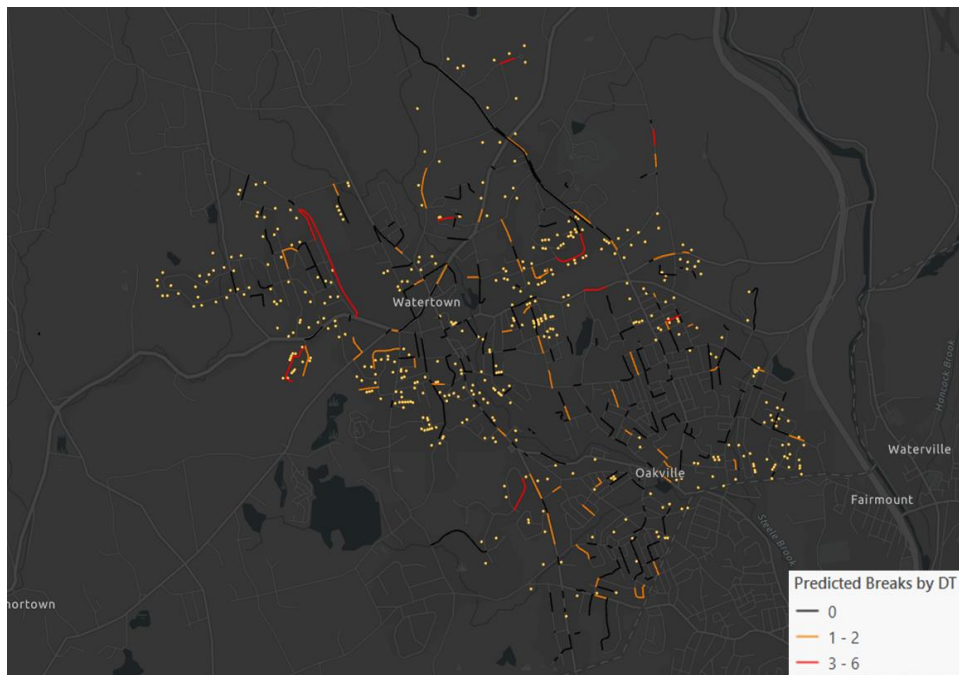 Watertown
Hancock Brook
Oakville
Waterville
Fairmount
Steele Brook
nortown
Predicted Breaks by DT
0
1 - 2
3 - 6